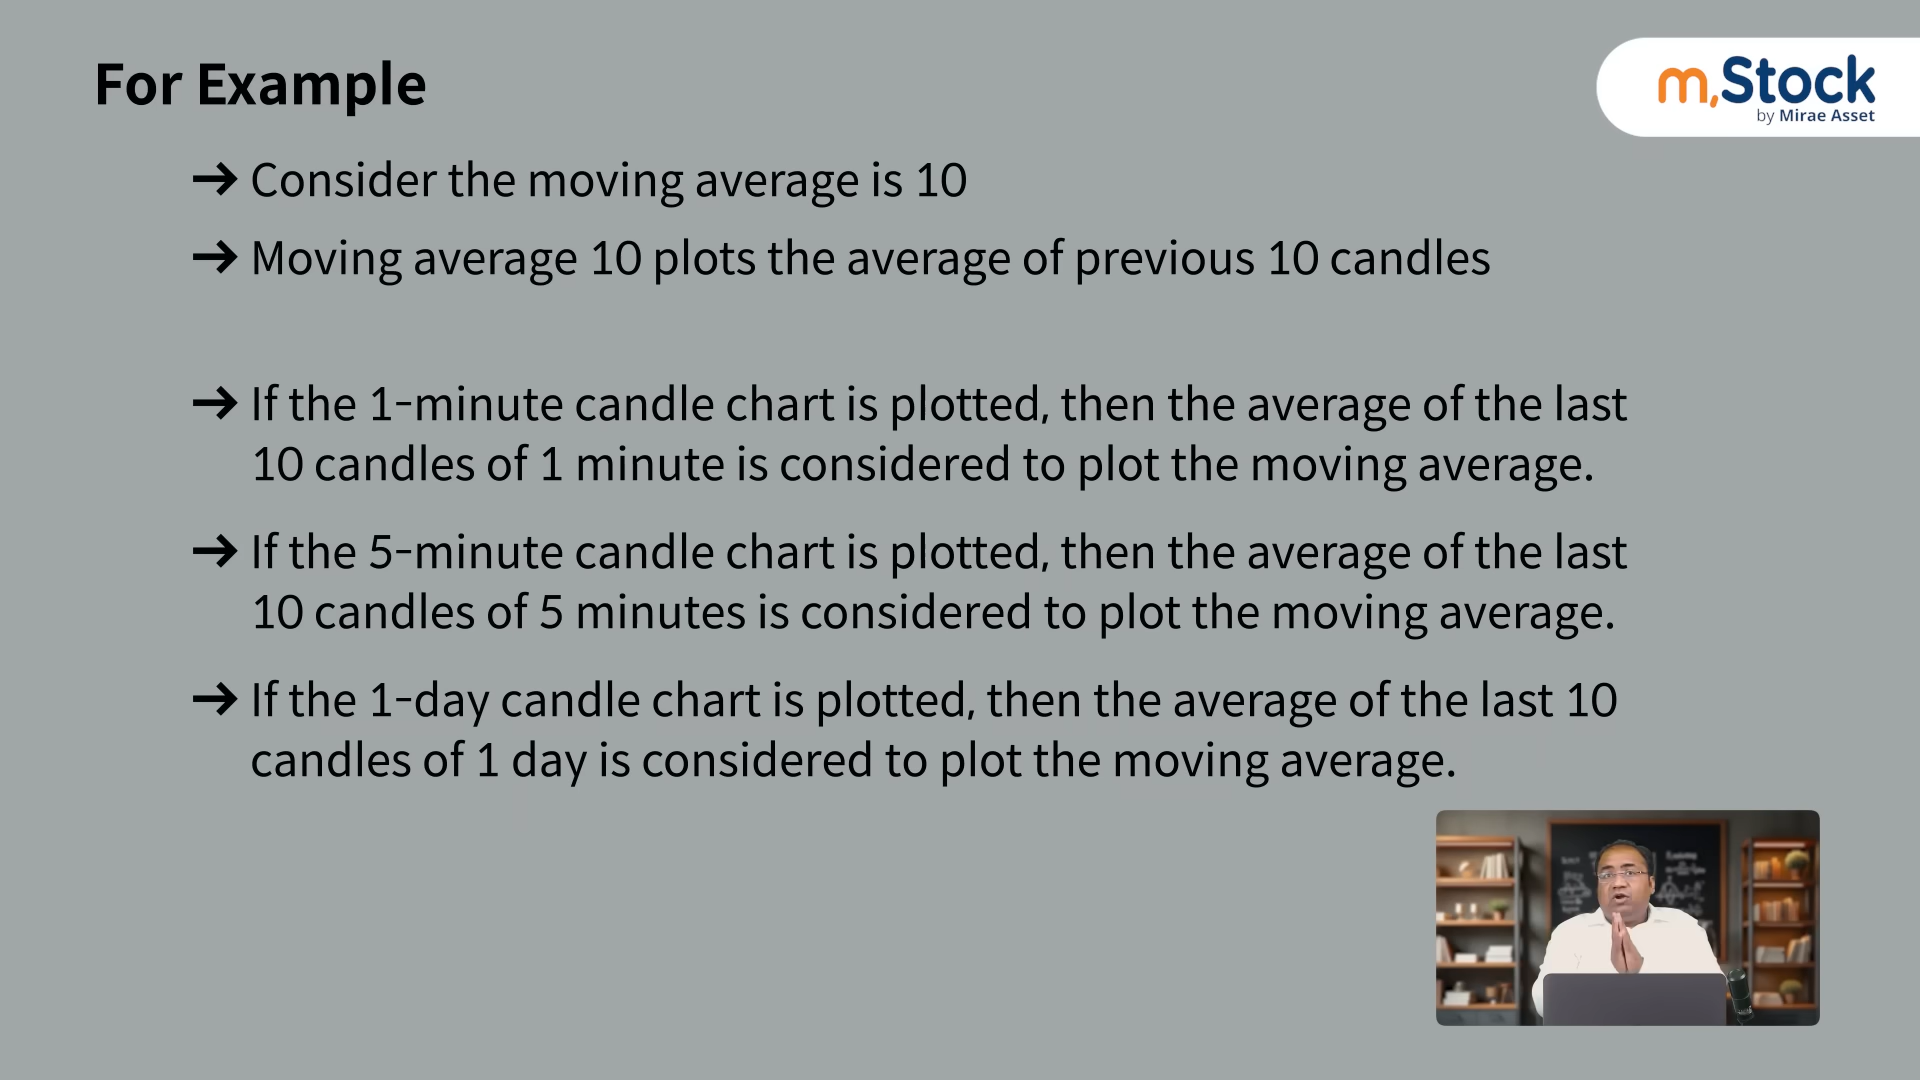 For Example
m.Stock
by Mirae Asset
→ Consider the moving average is 10
→ Moving average 10 plots the average of previous 10 candles
→ If the 1-minute candle chart is plotted, then the average of the last
10 candles of 1 minute is considered to plot the moving average.
→ If the 5-minute candle chart is plotted, then the average of the last
10 candles of 5 minutes is considered to plot the moving average.
→ If the 1-day candle chart is plotted, then the average of the last 10
candles of 1 day is considered to plot the moving average.